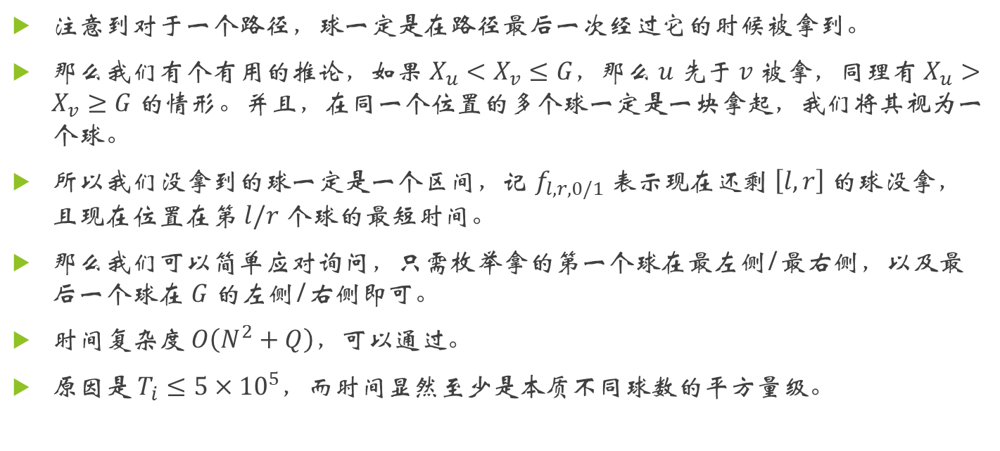 注意到对于一个路径，球一定是在路径最后一次经过它的时候被拿到。
那么我们有个有用的推论，如果 X_u < X_v ≤ G，那么 u 先于 v 被拿，同理有 X_u >
X_v ≥ G 的情形。并且，在同一个位置的多个球一定是一块拿起，我们将其视为一
个球。
所以我们没拿到的球一定是一个区间，记 f_{l,r,0/1} 表示现在还剩 [l, r] 的球没拿，
且现在位置在第 l/r 个球的最短时间。
那么我们可以简单应对询问，只需枚举拿的第一个球在最左侧/最右侧，以及最
后一个球在 G 的左侧/右侧即可。
时间复杂度 O(N² + Q)，可以通过。
原因是 T_i ≤ 5 × 10⁵，而时间显然至少是本质不同球数的平方量级。